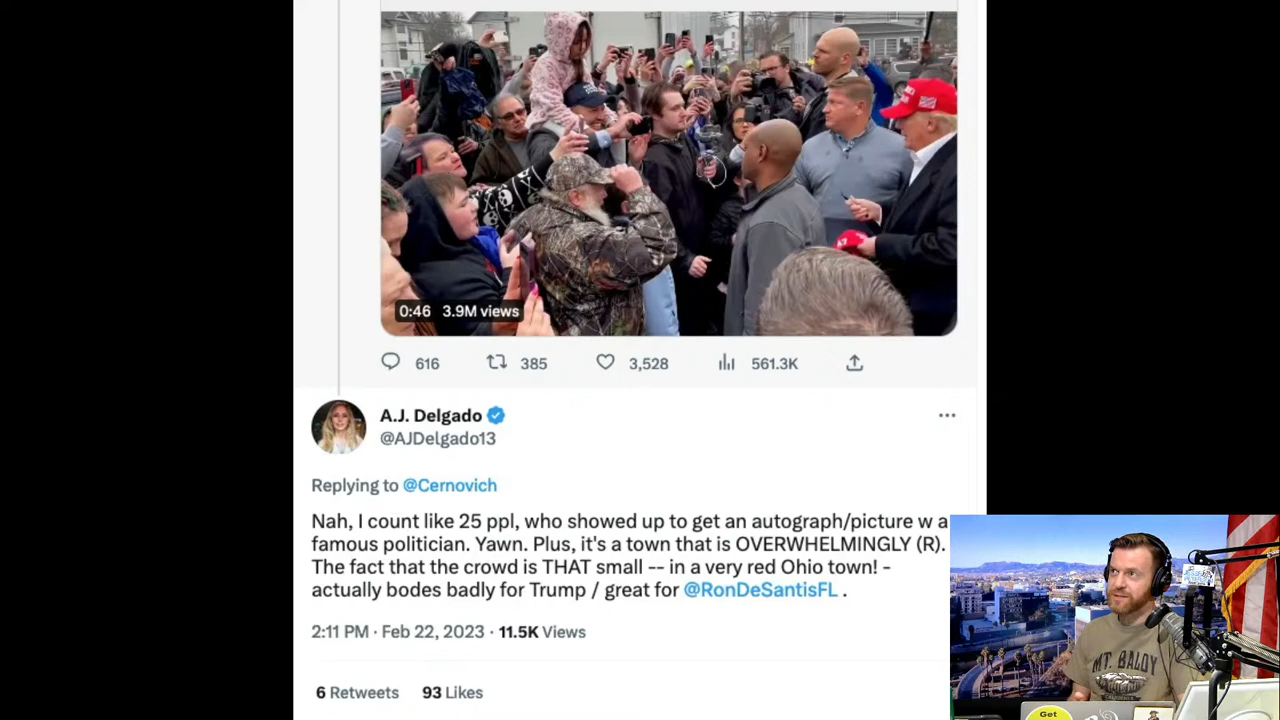 0:46 3.9M views
616 385 3,528 561.3K
A.J. Delgado
@AJDelgado13
Replying to @Cernovich
Nah, I count like 25 ppl, who showed up to get an autograph/picture w a
famous politician. Yawn. Plus, it's a town that is OVERWHELMINGLY (R).
The fact that the crowd is THAT small -- in a very red Ohio town! -
actually bodes badly for Trump / great for @RonDeSantisFL .
2:11 PM · Feb 22, 2023 · 11.5K Views
6 Retweets 93 Likes
MT. BALDY
Get